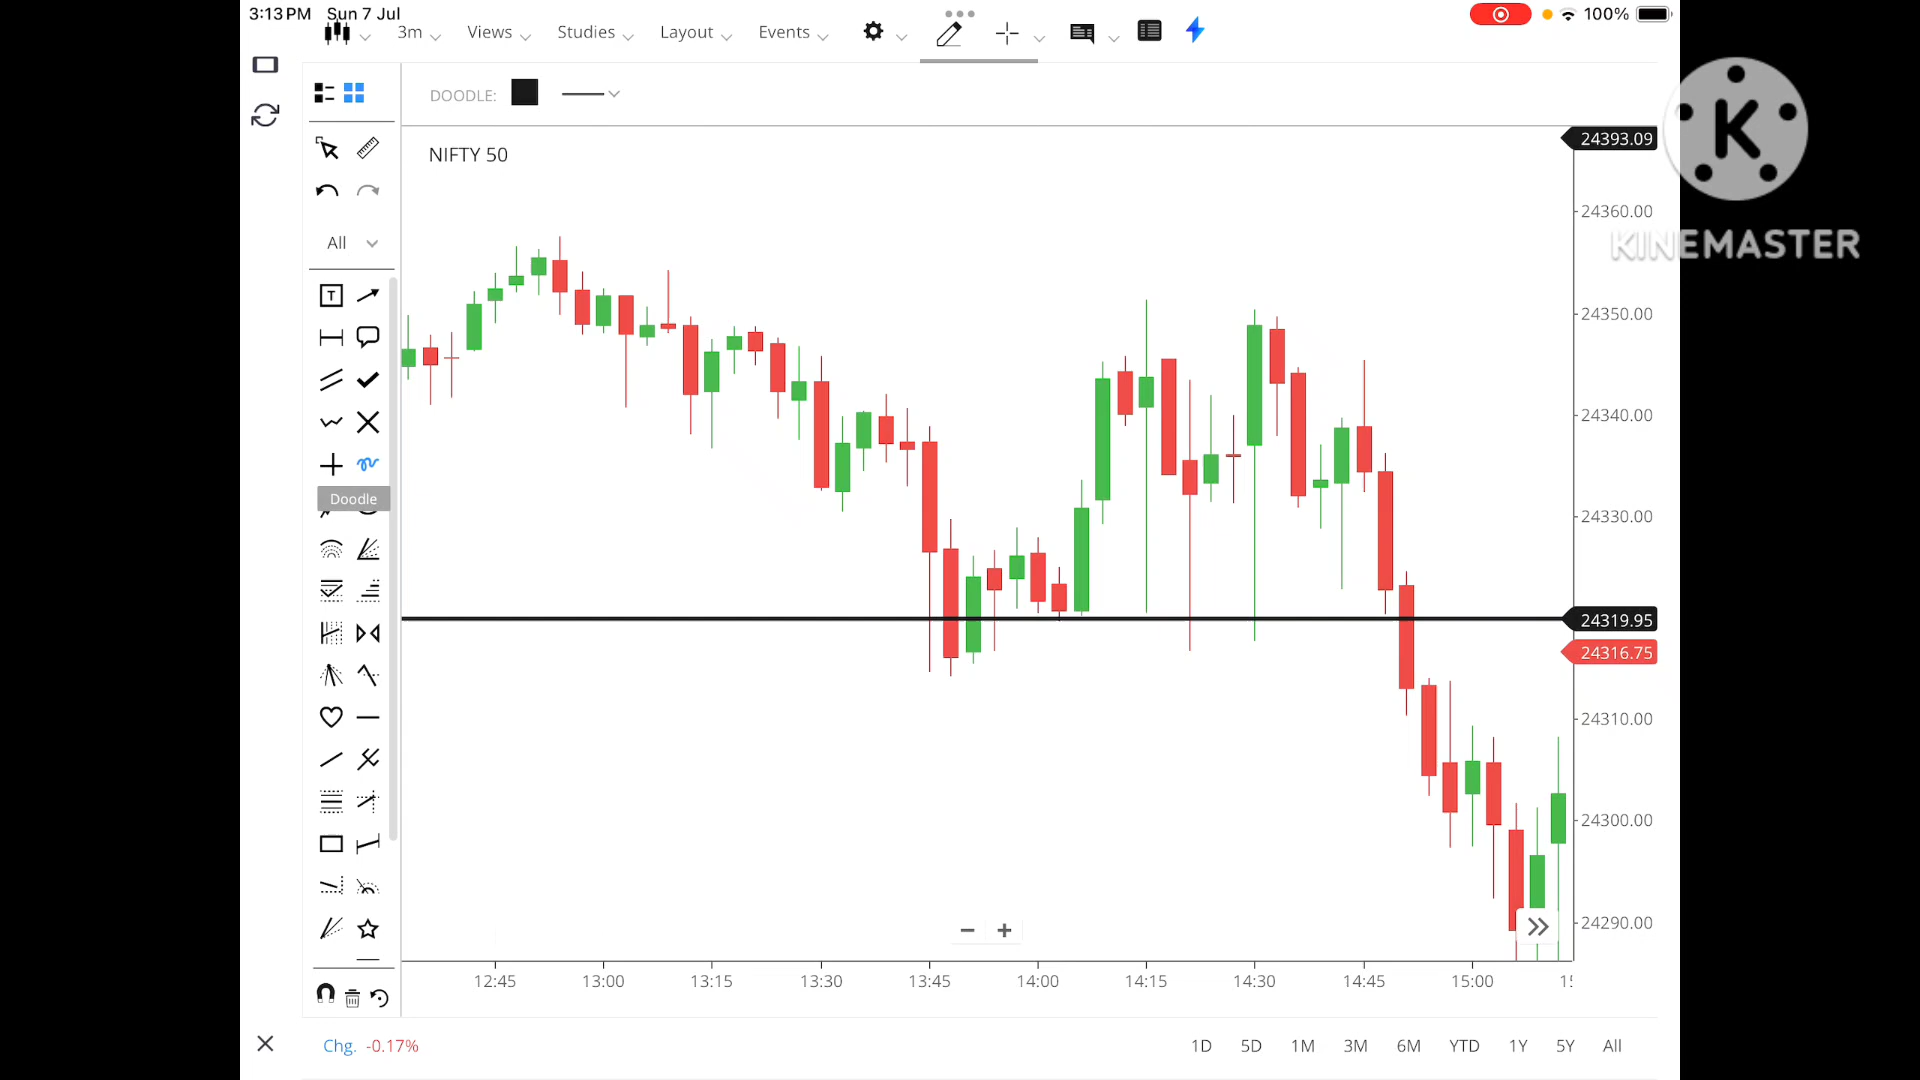 3:13PM Sun 7 Jul
100%
3m Views Studies Layout Events
DOODLE:
NIFTY 50
24393.09
K
KINEMASTER
24360.00
All
T
24350.00
24340.00
Doodle
24330.00
24319.95
24316.75
24310.00
24300.00
24290.00
12:45 13:00 13:15 13:30 13:45 14:00 14:15 14:30 14:45 15:00
Chg. -0.17%
1D 5D 1M 3M 6M YTD 1Y 5Y All